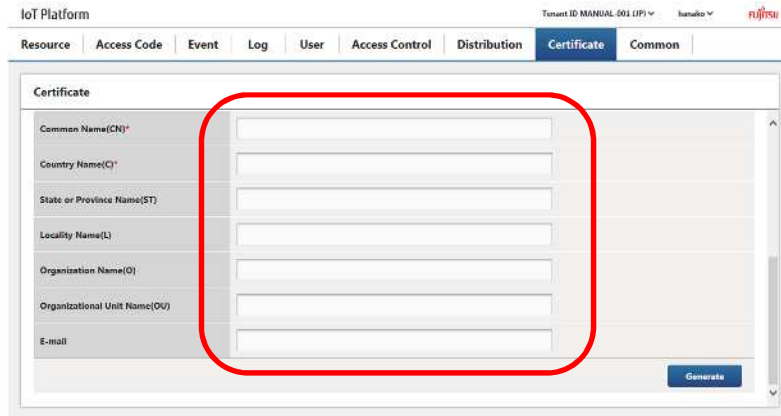 IoT Platform Tenant ID MANUAL-001 (JP) hanako FUJITSU
Resource Access Code Event Log User Access Control Distribution Certificate Common
Certificate
Common Name(CN)*
Country Name(C)*
State or Province Name(ST)
Locality Name(L)
Organization Name(O)
Organizational Unit Name(OU)
E-mail
Generate